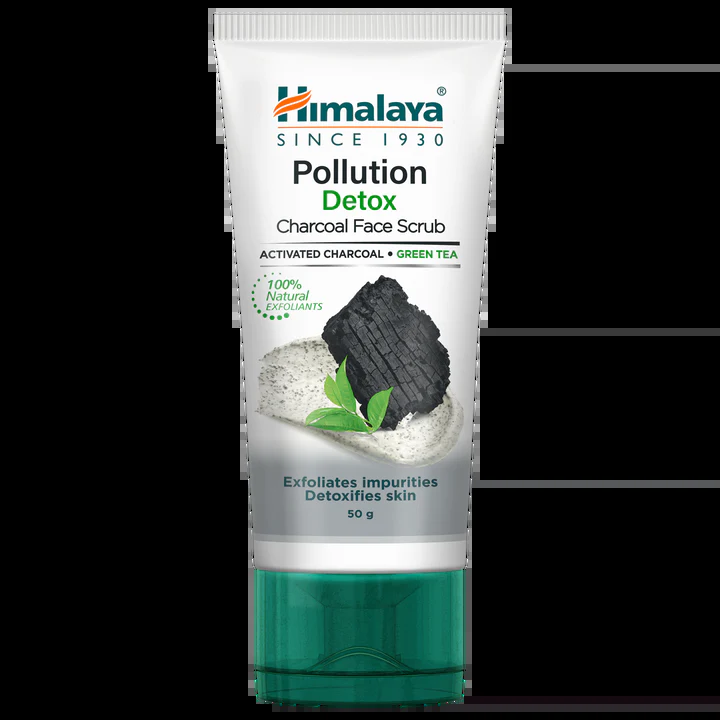 Himalaya®
SINCE 1930
Pollution
Detox
Charcoal Face Scrub
ACTIVATED CHARCOAL • GREEN TEA
100%
Natural
EXFOLIANTS
Exfoliates impurities
Detoxifies skin
50 g